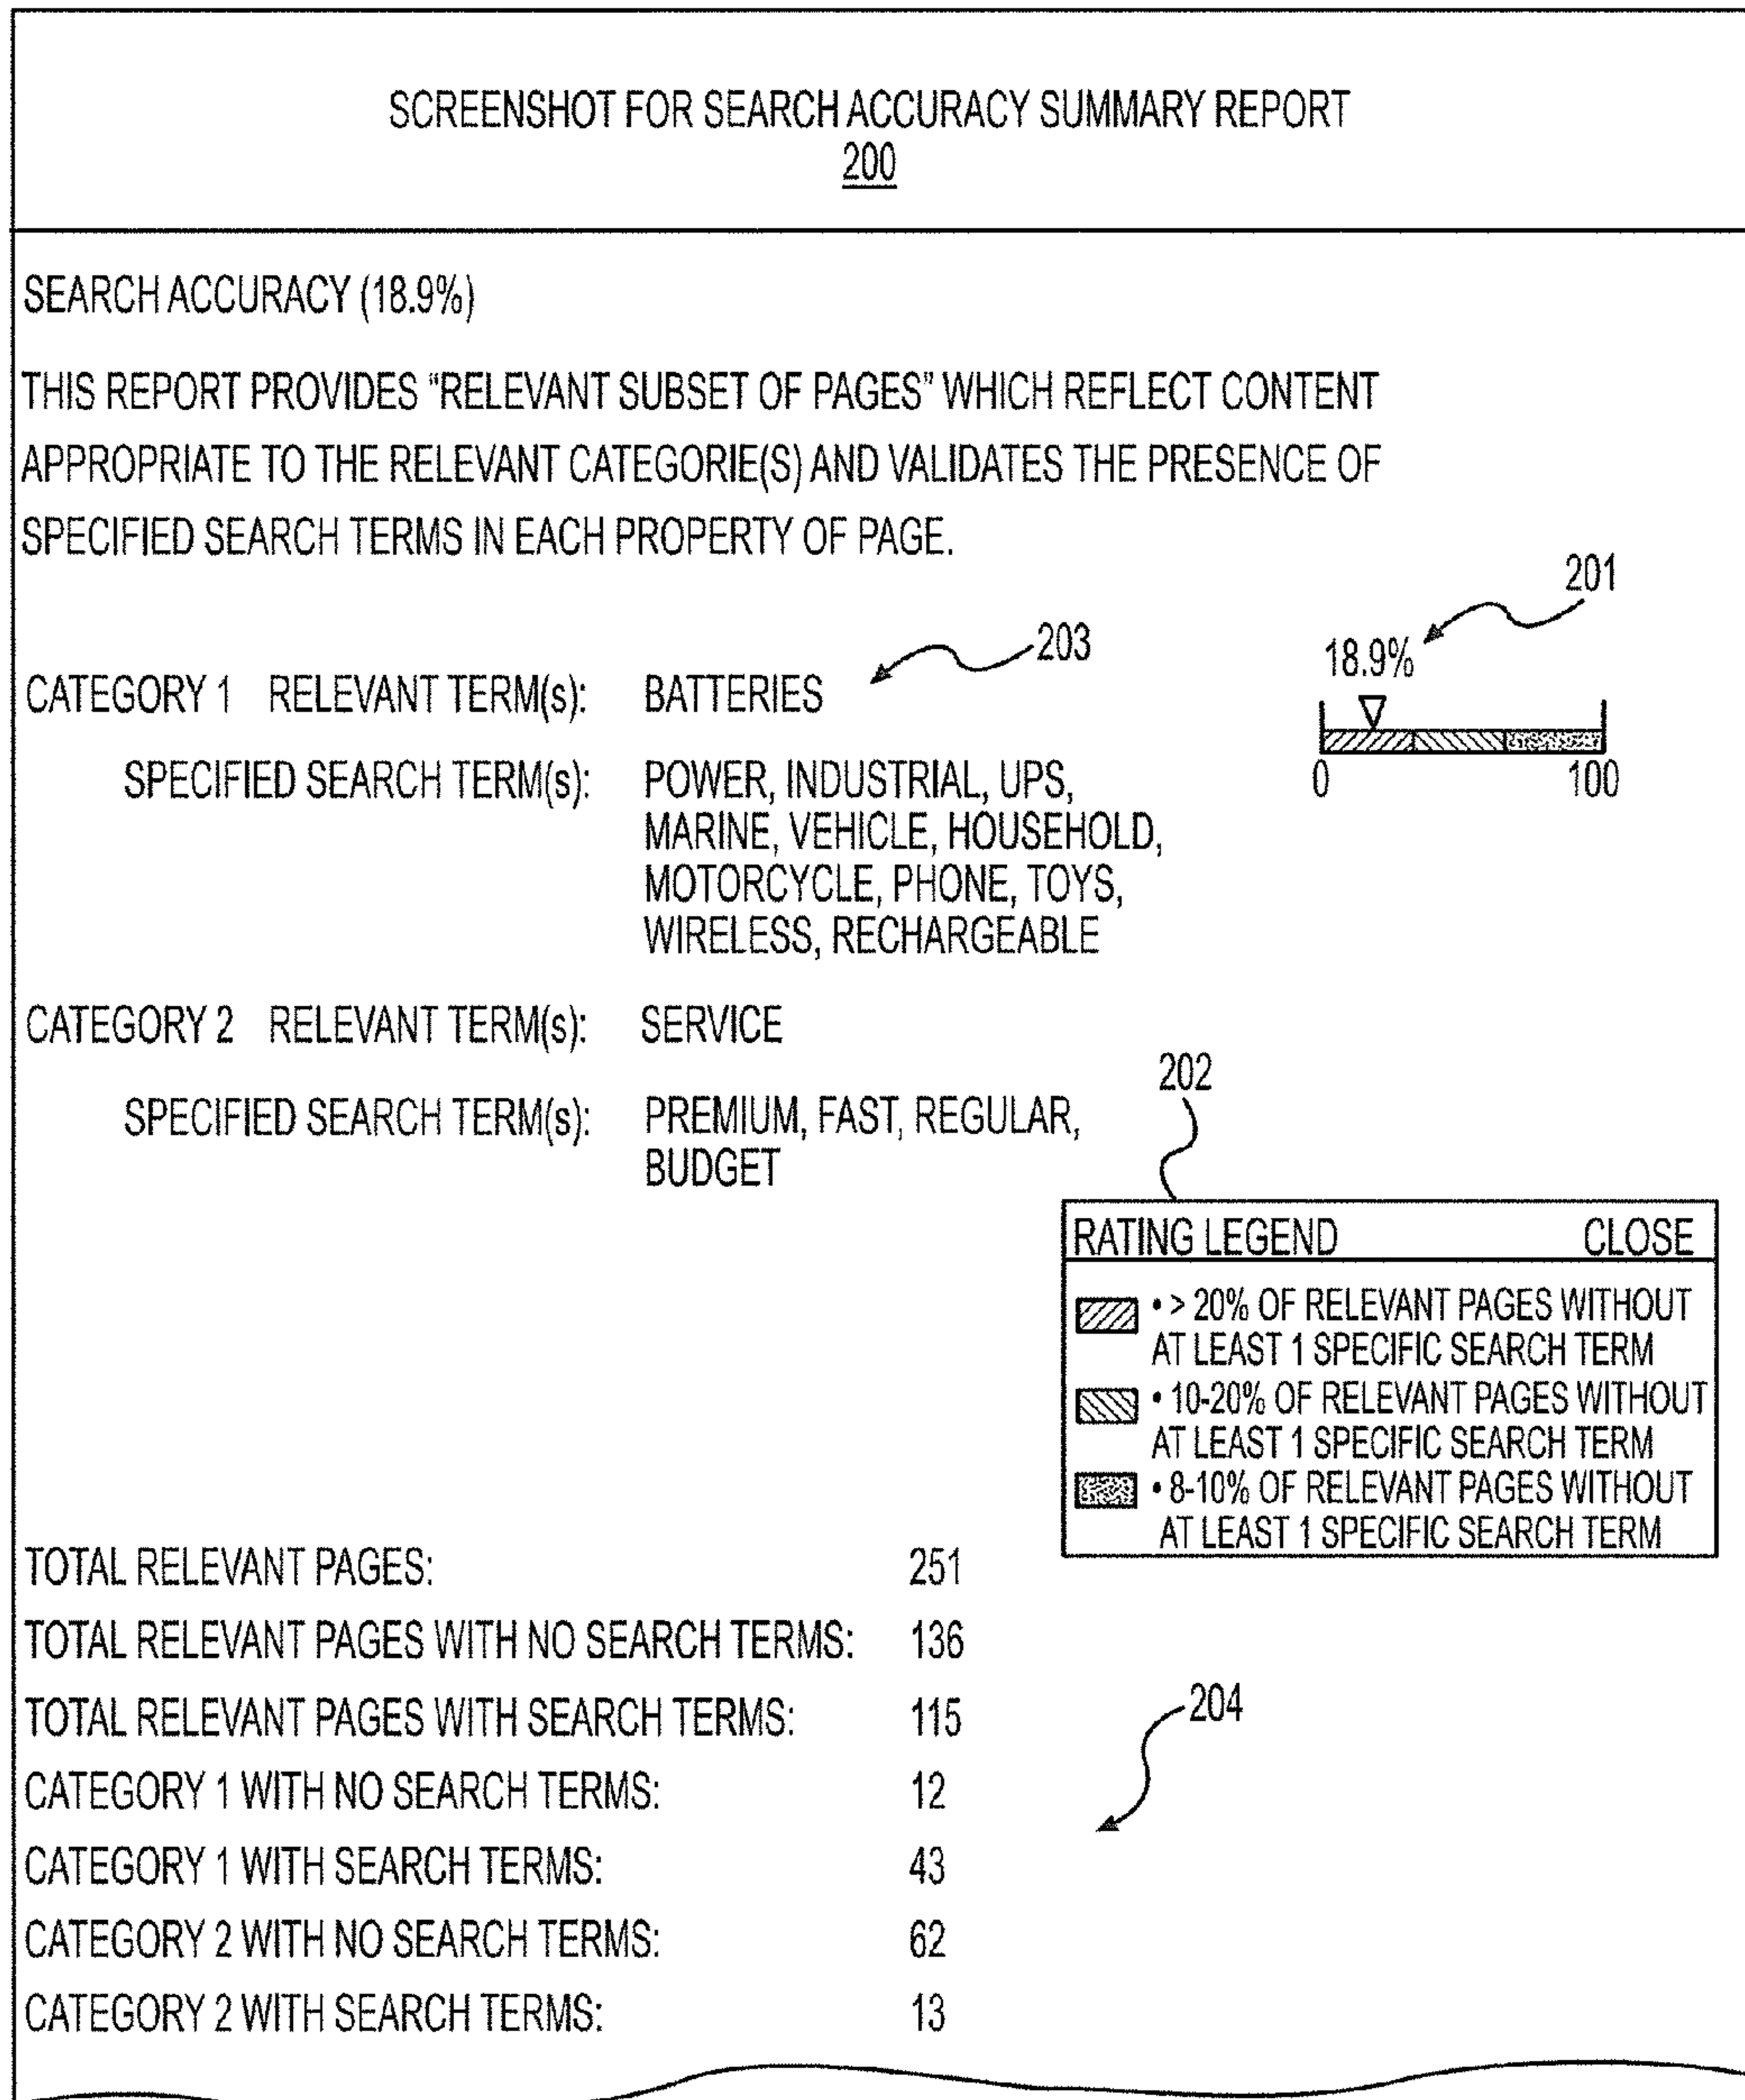 SCREENSHOT FOR SEARCH ACCURACY SUMMARY REPORT
200
SEARCH ACCURACY (18.9%)
THIS REPORT PROVIDES “RELEVANT SUBSET OF PAGES” WHICH REFLECT CONTENT
APPROPRIATE TO THE RELEVANT CATEGORIE(S) AND VALIDATES THE PRESENCE OF
SPECIFIED SEARCH TERMS IN EACH PROPERTY OF PAGE.
201
203
18.9%
CATEGORY 1 RELEVANT TERM(s): BATTERIES
0 100
SPECIFIED SEARCH TERM(s): POWER, INDUSTRIAL, UPS,
MARINE, VEHICLE, HOUSEHOLD,
MOTORCYCLE, PHONE, TOYS,
WIRELESS, RECHARGEABLE
CATEGORY 2 RELEVANT TERM(s): SERVICE
SPECIFIED SEARCH TERM(s): PREMIUM, FAST, REGULAR,
BUDGET
202
RATING LEGEND CLOSE
• > 20% OF RELEVANT PAGES WITHOUT
AT LEAST 1 SPECIFIC SEARCH TERM
• 10-20% OF RELEVANT PAGES WITHOUT
AT LEAST 1 SPECIFIC SEARCH TERM
• 8-10% OF RELEVANT PAGES WITHOUT
AT LEAST 1 SPECIFIC SEARCH TERM
TOTAL RELEVANT PAGES: 251
TOTAL RELEVANT PAGES WITH NO SEARCH TERMS: 136
TOTAL RELEVANT PAGES WITH SEARCH TERMS: 115
204
CATEGORY 1 WITH NO SEARCH TERMS: 12
CATEGORY 1 WITH SEARCH TERMS: 43
CATEGORY 2 WITH NO SEARCH TERMS: 62
CATEGORY 2 WITH SEARCH TERMS: 13